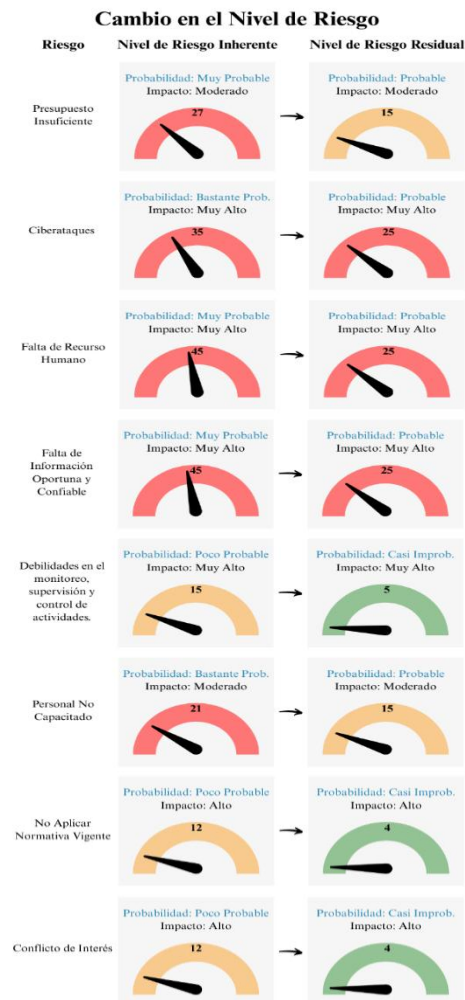 Cambio en el Nivel de Riesgo
Riesgo Nivel de Riesgo Inherente Nivel de Riesgo Residual
Presupuesto
Insuficiente
Probabilidad: Muy Probable
Impacto: Moderado
27
Probabilidad: Probable
Impacto: Moderado
15
Ciberataques
Probabilidad: Bastante Prob.
Impacto: Muy Alto
35
Probabilidad: Probable
Impacto: Muy Alto
25
Falta de Recurso
Humano
Probabilidad: Muy Probable
Impacto: Muy Alto
45
Probabilidad: Probable
Impacto: Muy Alto
25
Falta de
Información
Oportuna y
Confiable
Probabilidad: Muy Probable
Impacto: Muy Alto
45
Probabilidad: Probable
Impacto: Muy Alto
25
Debilidades en el
monitoreo,
supervisión y
control de
actividades.
Probabilidad: Poco Probable
Impacto: Muy Alto
15
Probabilidad: Casi Improb.
Impacto: Muy Alto
5
Personal No
Capacitado
Probabilidad: Bastante Prob.
Impacto: Moderado
21
Probabilidad: Probable
Impacto: Moderado
15
No Aplicar
Normativa Vigente
Probabilidad: Poco Probable
Impacto: Alto
12
Probabilidad: Casi Improb.
Impacto: Alto
4
Conflicto de Interés
Probabilidad: Poco Probable
Impacto: Alto
12
Probabilidad: Casi Improb.
Impacto: Alto
4